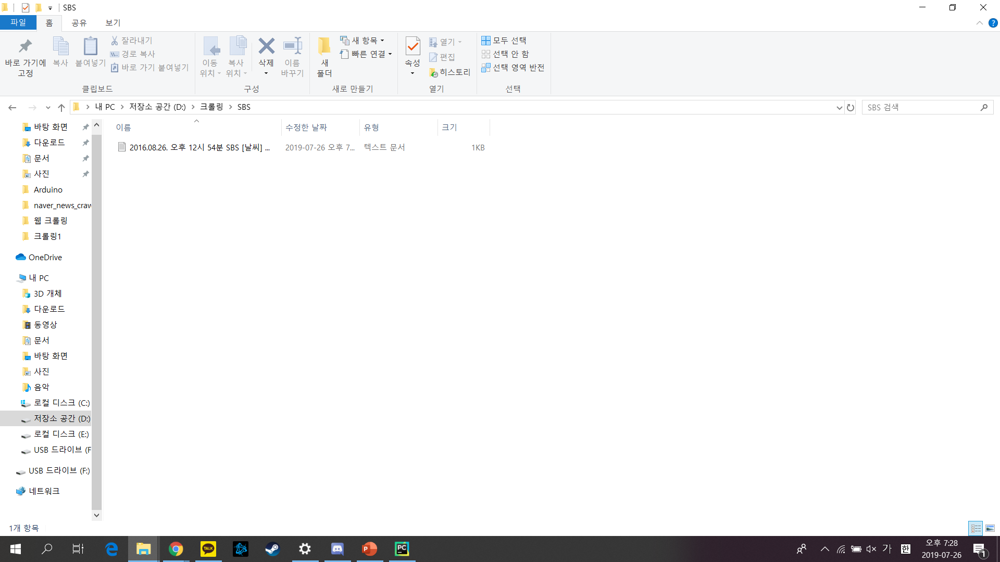 SBS
파일 홈 공유 보기
바로 가기에 고정
복사
붙여넣기
잘라내기
경로 복사
바로 가기 붙여넣기
클립보드
이동 위치
복사 위치
삭제
이름 바꾸기
구성
새 폴더
새 항목
빠른 연결
새로 만들기
속성
열기
편집
히스토리
열기
모두 선택
선택 안 함
선택 영역 반전
선택
내 PC 저장소 공간 (D:) 크롤링 SBS
SBS 검색
이름 수정한 날짜 유형 크기
2016.08.26. 오후 12시 54분 SBS [날씨] ... 2019-07-26 오후 7... 텍스트 문서 1KB
바탕 화면
다운로드
문서
사진
Arduino
naver_news_craw
웹 크롤링
크롤링1
OneDrive
내 PC
3D 개체
다운로드
동영상
문서
바탕 화면
사진
음악
로컬 디스크 (C:)
저장소 공간 (D:)
로컬 디스크 (E:)
USB 드라이브 (F
USB 드라이브 (F:)
네트워크
1개 항목
TALK
P
PC
가
한
오후 7:28
2019-07-26
1